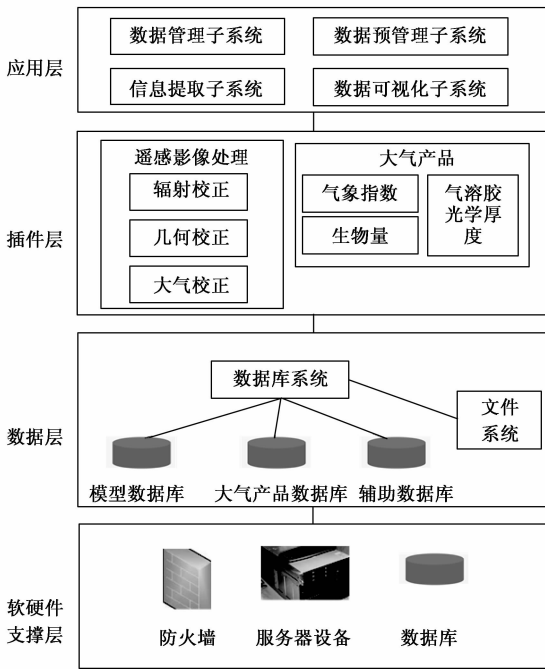 应用层
数据管理子系统
数据预管理子系统
信息提取子系统
数据可视化子系统
插件层
遥感影像处理
辐射校正
几何校正
大气校正
大气产品
气象指数
生物量
气溶胶
光学厚
度
数据层
数据库系统
文件
系统
模型数据库
大气产品数据库
辅助数据库
软硬件
支撑层
防火墙
服务器设备
数据库